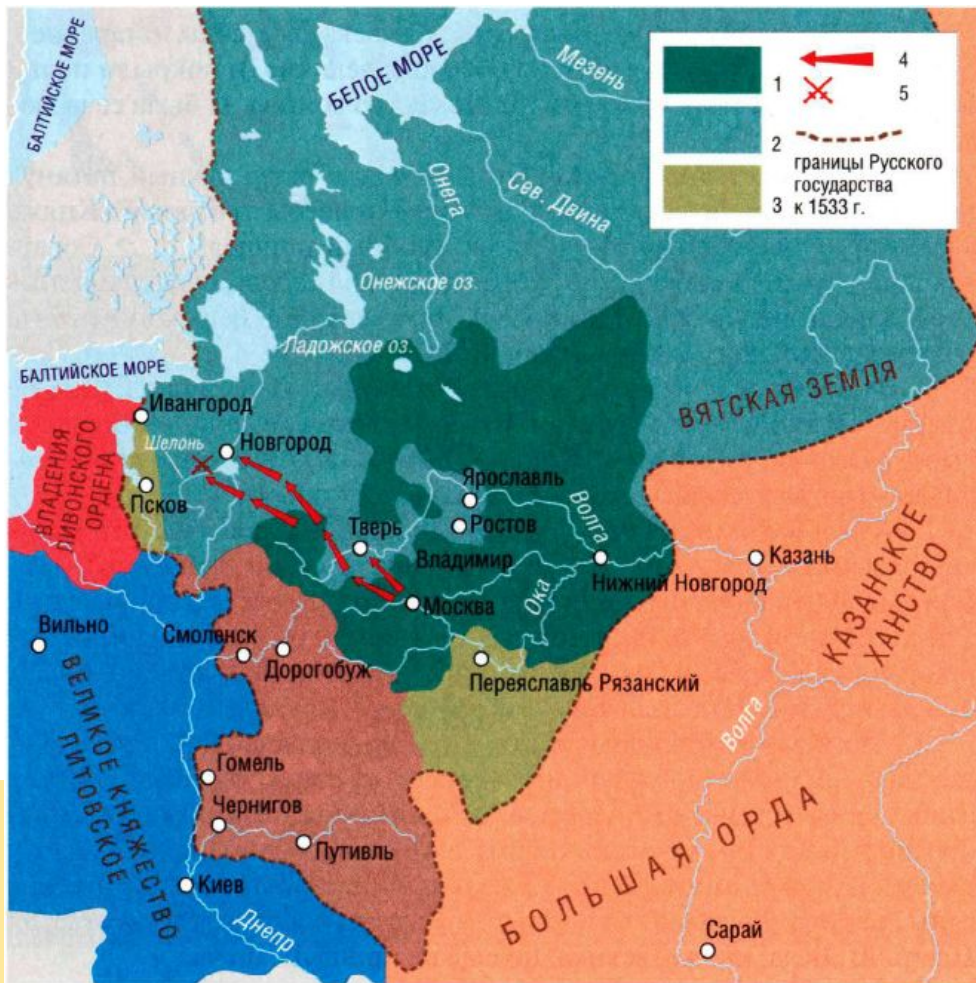 БАЛТИЙСКОЕ МОРЕ
БЕЛОЕ МОРЕ
Мезень
Онега
Сев. Двина
1
2
3
4
5
границы Русского
государства
к 1533 г.
Онежское оз.
Ладожское оз.
БАЛТИЙСКОЕ МОРЕ
Ивангород
Шелонь
Новгород
ВЯТСКАЯ ЗЕМЛЯ
ВЛАДЕНИЯ
ЛИВОНСКОГО
ОРДЕНА
Псков
Ярославль
Ростов
Волга
Тверь
Владимир
Нижний Новгород
Казань
Москва
Ока
КАЗАНСКОЕ
ХАНСТВО
Вильно
Смоленск
Дорогобуж
Переяславль Рязанский
ВЕЛИКОЕ КНЯЖЕСТВО
ЛИТОВСКОЕ
Волга
Гомель
Чернигов
Путивль
БОЛЬШАЯ ОРДА
Киев
Днепр
Сарай